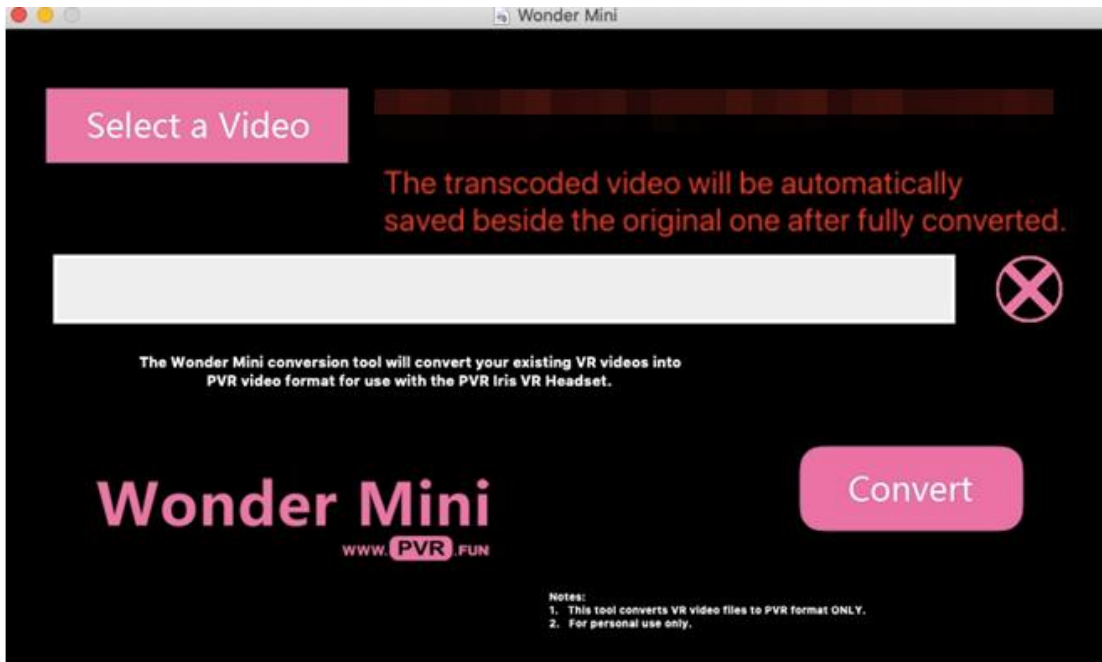 Wonder Mini
Select a Video
The transcoded video will be automatically
saved beside the original one after fully converted.
The Wonder Mini conversion tool will convert your existing VR videos into
PVR video format for use with the PVR Iris VR Headset.
Convert
Wonder Mini
www.PVR.FUN
Notes:
1. This tool converts VR video files to PVR format ONLY.
2. For personal use only.